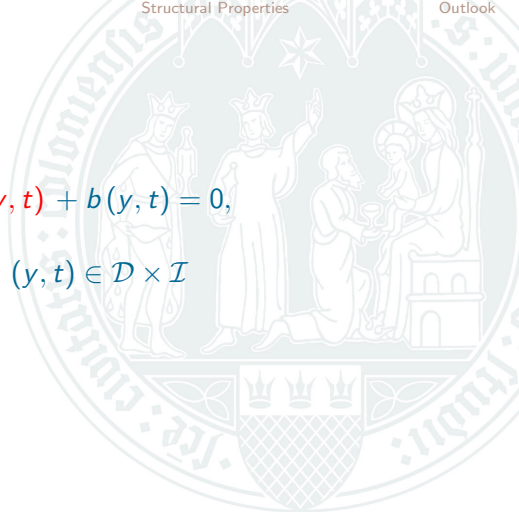 Structural Properties Outlook
, t) + b (y, t) = 0,
(y, t) ∈ 𝒟 × ℐ